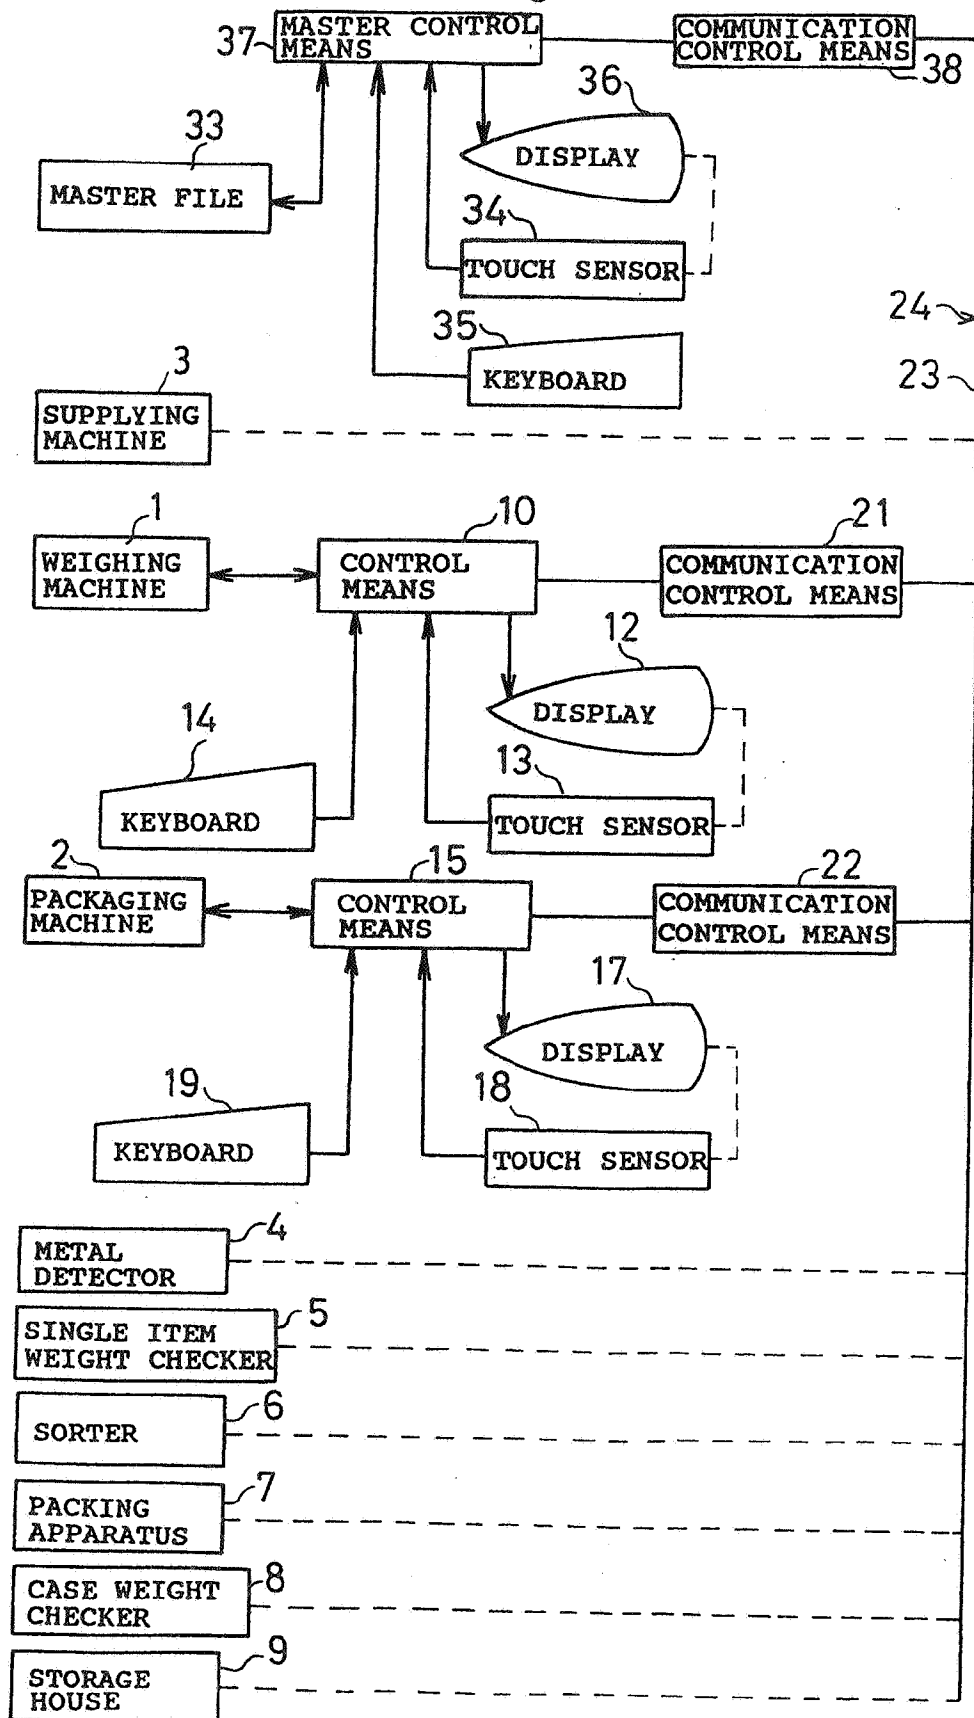 37
MASTER CONTROL
MEANS
COMMUNICATION
CONTROL MEANS
38
36
DISPLAY
33
MASTER FILE
34
TOUCH SENSOR
24
35
KEYBOARD
23
3
SUPPLYING
MACHINE
1
WEIGHING
MACHINE
10
CONTROL
MEANS
21
COMMUNICATION
CONTROL MEANS
12
DISPLAY
14
KEYBOARD
13
TOUCH SENSOR
2
PACKAGING
MACHINE
15
CONTROL
MEANS
22
COMMUNICATION
CONTROL MEANS
17
DISPLAY
19
KEYBOARD
18
TOUCH SENSOR
4
METAL
DETECTOR
5
SINGLE ITEM
WEIGHT CHECKER
6
SORTER
7
PACKING
APPARATUS
8
CASE WEIGHT
CHECKER
9
STORAGE
HOUSE